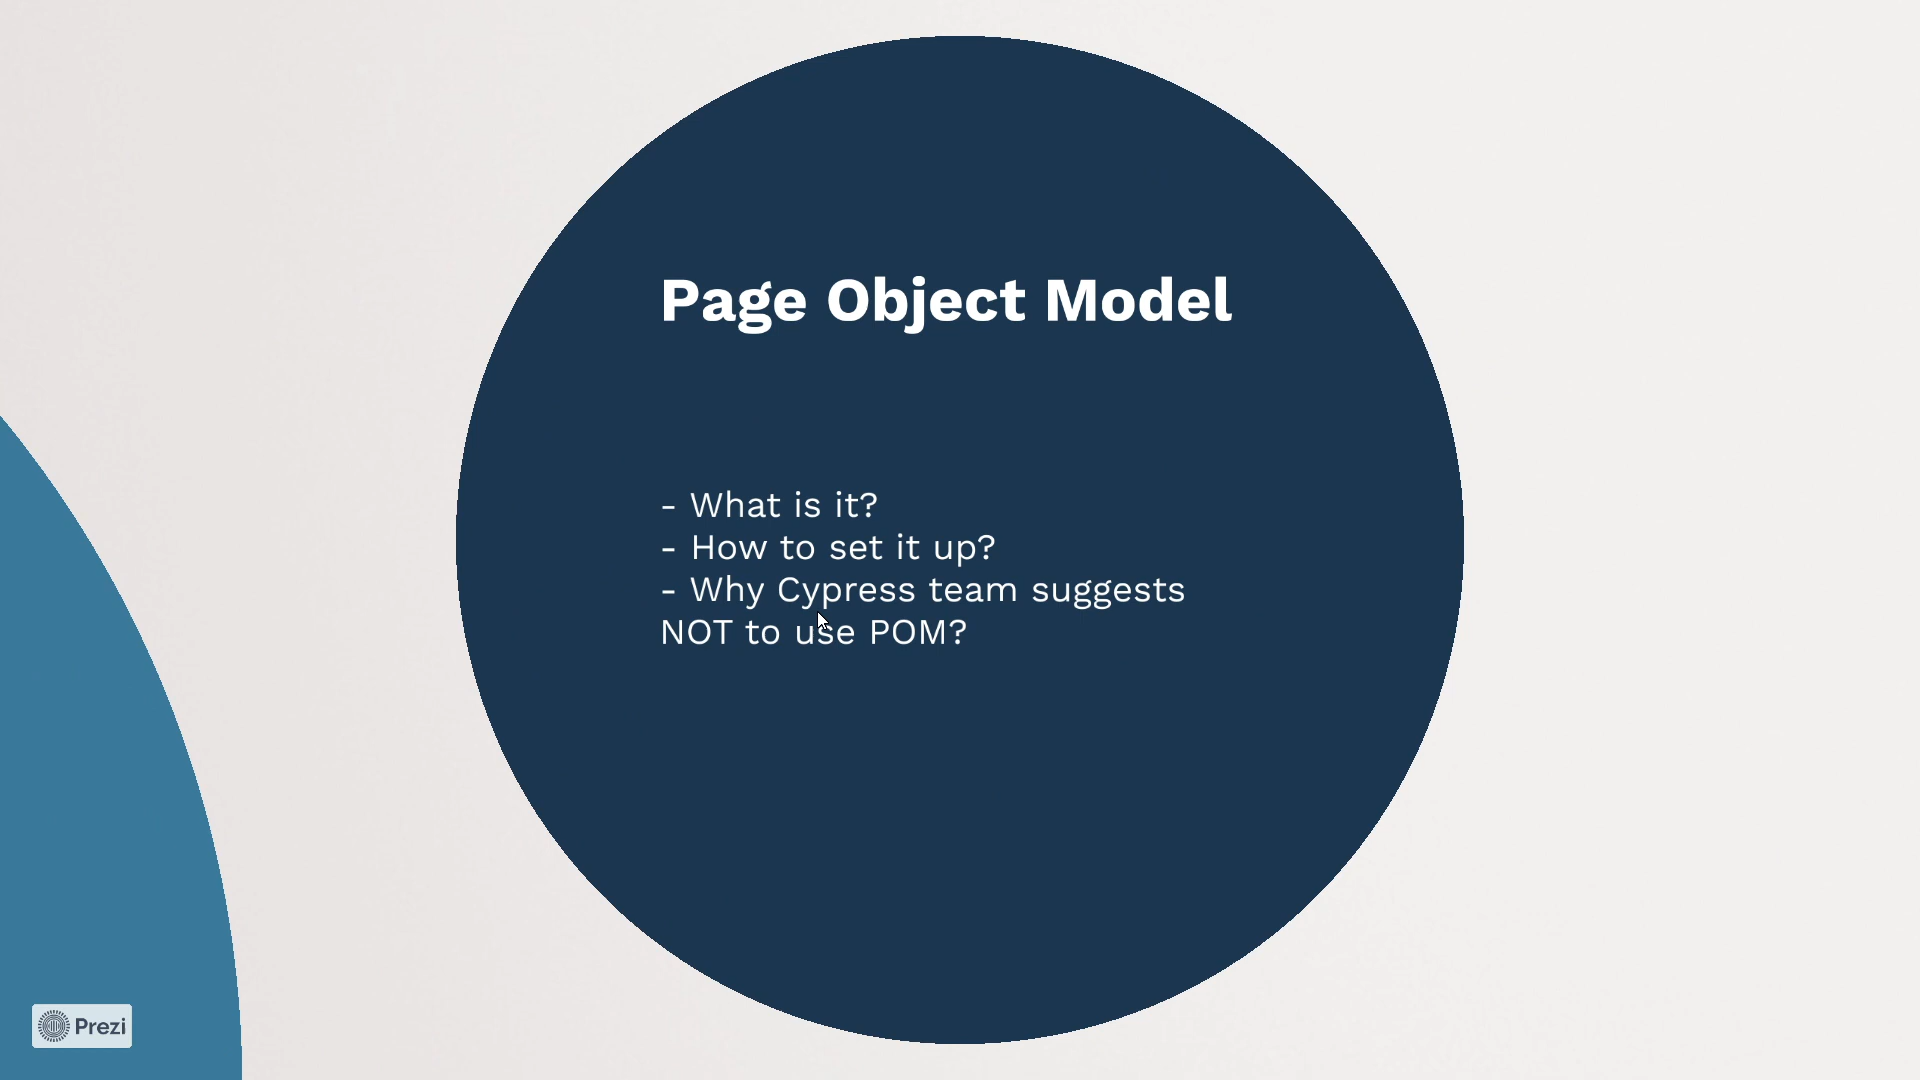 Page Object Model
- What is it?
- How to set it up?
- Why Cypress team suggests
NOT to use POM?
Prezi